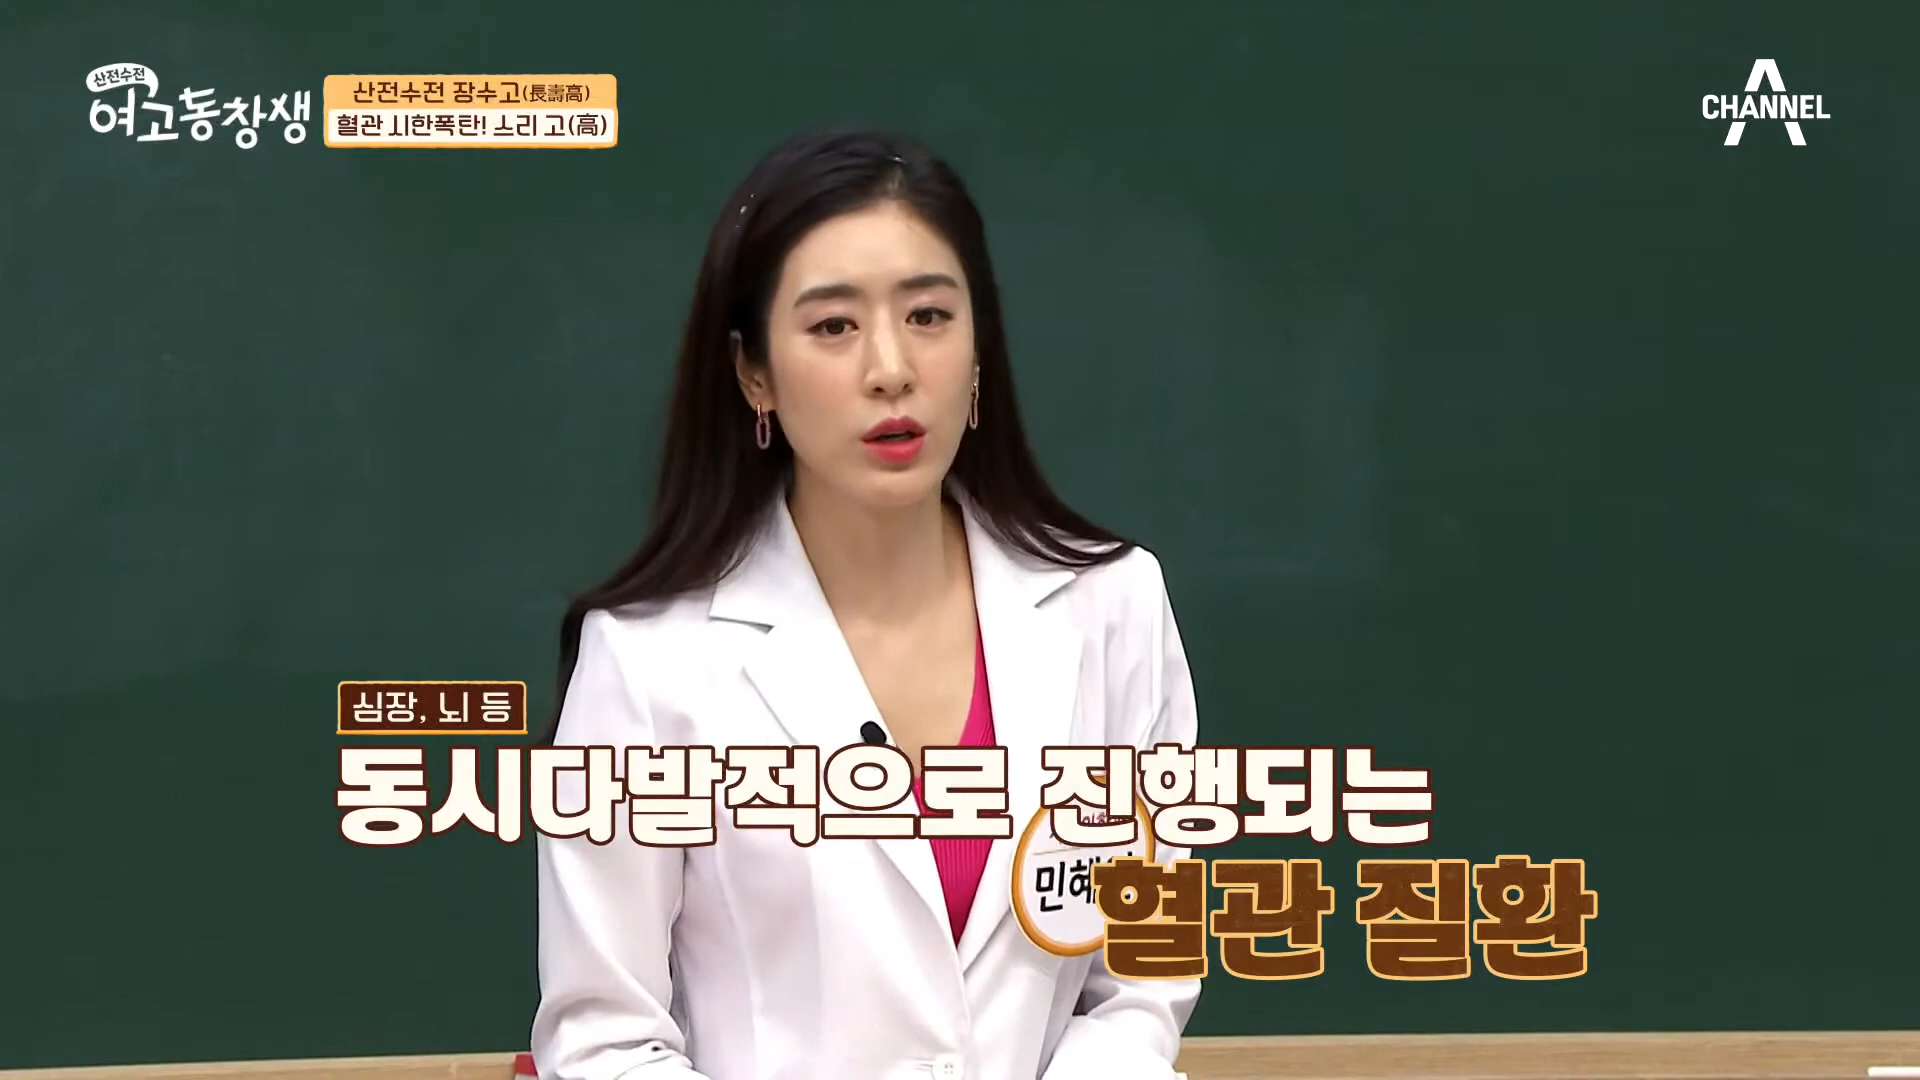 산전수전
여고동창생
산전수전 장수고(長壽高)
혈관 시한폭탄! 스리 고(高)
CHANNEL A
심장, 뇌 등
동시다발적으로 진행되는
민혜
혈관 질환